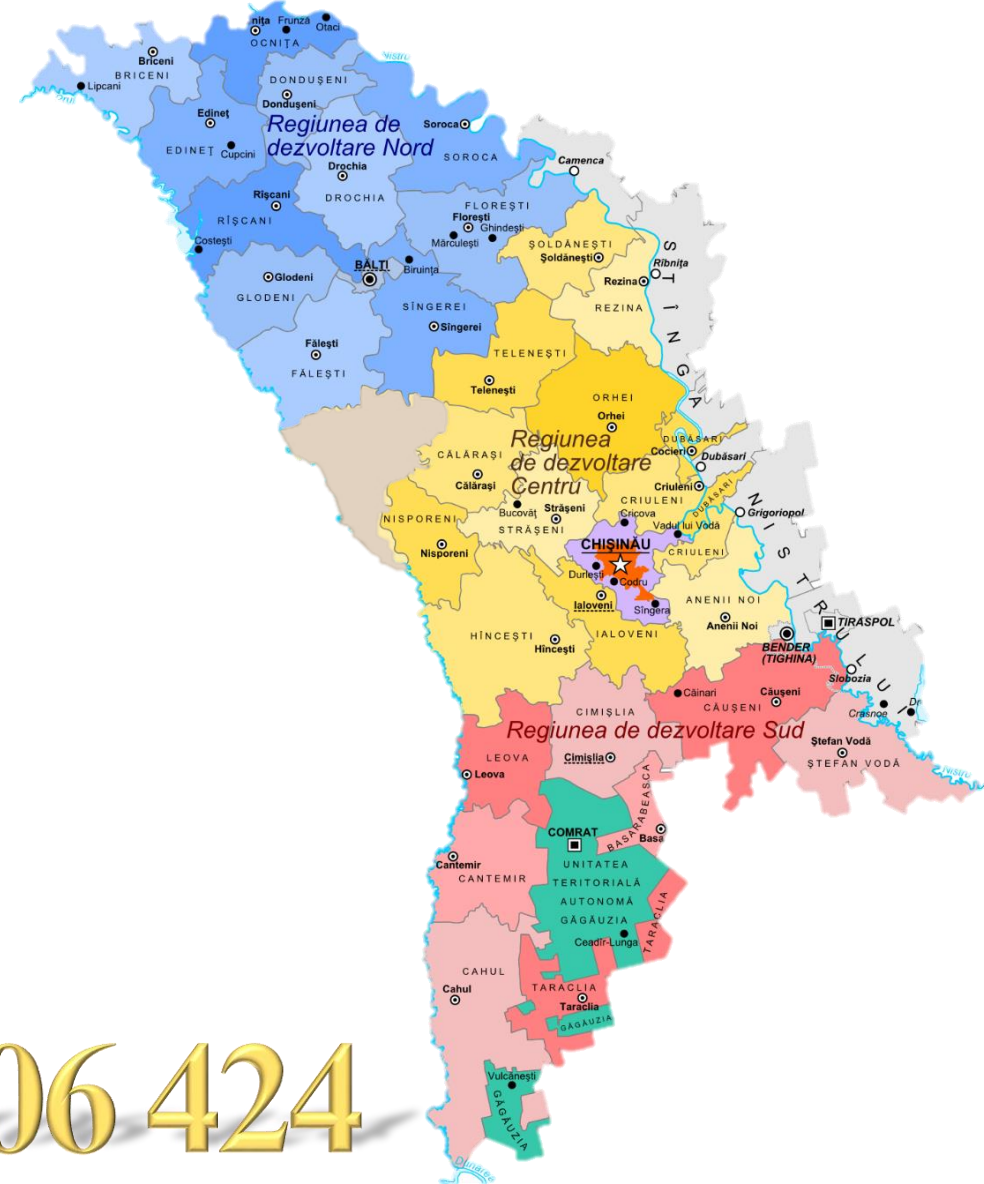 nița
Frunză
Otaci
OCNIȚA
Nistru
Briceni
BRICENI
Lipcani
Prut
DONDUȘENI
Dondușeni
Edineț
EDINEȚ
Cupcini
Regiunea de
dezvoltare Nord
Soroca
SOROCA
Camenca
Drochia
DROCHIA
Rîșcani
RÎȘCANI
FLOREȘTI
Florești
Ghindești
Mărculești
Costești
BĂLȚI
Biruința
ȘOLDĂNEȘTI
Șoldănești
Rîbnița
Rezina
REZINA
Glodeni
GLODENI
SÎNGEREI
Sîngerei
Fălești
FĂLEȘTI
TELENEȘTI
Telenești
STÎNGA
NISTRULUI
ORHEI
Orhei
Regiunea
de dezvoltare
Centru
DUBĂSARI
Cocieri
Dubăsari
CĂLĂRAȘI
Călărași
Criuleni
CRIULENI
DUBĂSARI
Bucovăț
Strășeni
STRĂȘENI
Cricova
Vadul lui Vodă
Grigoriopol
NISPORENI
Nisporeni
CHIȘINĂU
CRIULENI
Durlești
Codru
Ialoveni
Sîngera
ANENII NOI
Anenii Noi
TIRASPOL
HÎNCEȘTI
Hîncești
IALOVENI
BENDER
(TIGHINA)
Slobozia
Căinari
Căușeni
CĂUȘENI
Crasnoe
CIMIȘLIA
Regiunea de dezvoltare Sud
Ștefan Vodă
ȘTEFAN VODĂ
Nistru
LEOVA
Leova
Cimișlia
BASARABEASCA
Basa
COMRAT
Cantemir
CANTEMIR
UNITATEA
TERITORIALĂ
AUTONOMĂ
GĂGĂUZIA
Ceadîr-Lunga
TARACLIA
CAHUL
Cahul
TARACLIA
Taraclia
GĂGĂUZIA
Vulcănești
GĂGĂUZIA
06 424
Dunărea